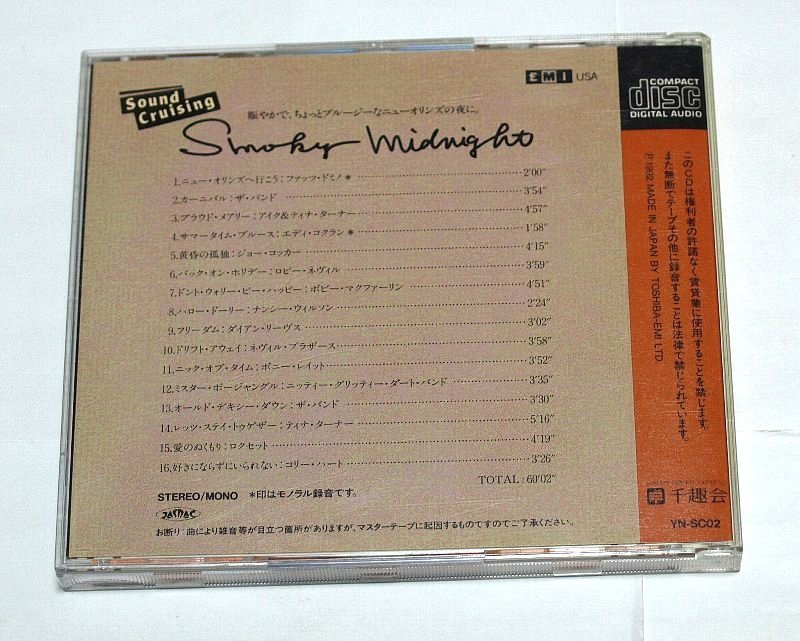 Sound
Cruising
EMI USA
賑やかで、ちょっとブルージーなニューオリンズの夜に。
Smoky Midnight
1.ニュー・オリンズへ行こう:ファッツ・ドミノ* 2'00"
2.カーニバル:ザ・バンド 3'54"
3.プラウド・メアリー:アイク&ティナ・ターナー 4'57"
4.サマータイム・ブルース:エディ・コクラン* 1'58"
5.黄昏の孤独:ジョー・コッカー 4'15"
6.バック・オン・ホリデー:ロビー・ネヴィル 3'59"
7.ドント・ウォリー・ビー・ハッピー:ボビー・マクファーリン 4'51"
8.ハロー・ドーリー:ナンシー・ウィルソン 2'24"
9.フリーダム:ダイアン・リーヴス 3'02"
10.ドリフト・アウェイ:ネヴィル・ブラザース 3'58"
11.ニック・オブ・タイム:ボニー・レイット 3'52"
12.ミスター・ボージャングル:ニッティー・グリッティー・ダート・バンド 3'35"
13.オールド・デキシー・ダウン:ザ・バンド 3'30"
14.レッツ・ステイ・トゥゲザー:ティナ・ターナー 5'16"
15.愛のぬくもり:ロクセット 4'19"
16.好きにならずにいられない:コリー・ハート 3'26"
TOTAL:60'02"
STEREO/MONO *印はモノラル録音です。
JASRAC
お断り 曲により雑音等が目立つ箇所がありますが、マスターテープに起因するものですのでご了承ください。
COMPACT
disc
DIGITAL AUDIO
このCDは権利者の許諾なく賃貸業に使用することを禁じます。
また無断でテープその他に録音することは法律で禁じられています。
Ⓟ1992 MADE IN JAPAN BY TOSHIBA-EMI LTD.
千趣会
YN-SC02